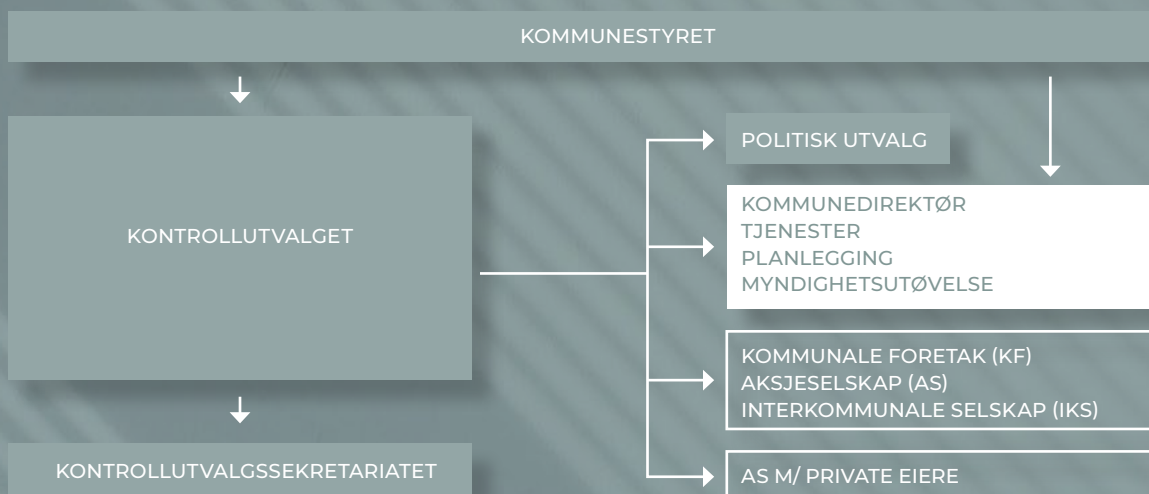 KOMMUNESTYRET
KONTROLLUTVALGET
KONTROLLUTVALGSSEKRETARIATET
POLITISK UTVALG
KOMMUNEDIREKTØR
TJENESTER
PLANLEGGING
MYNDIGHETSUTØVELSE
KOMMUNALE FORETAK (KF)
AKSJESELSKAP (AS)
INTERKOMMUNALE SELSKAP (IKS)
AS M/ PRIVATE EIERE